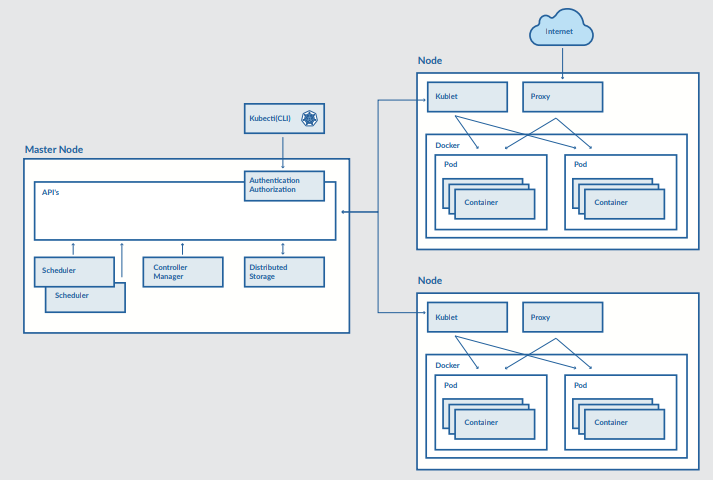 Internet
Node
Kublet
Proxy
Docker
Pod
Container
Pod
Container
Kubectl(CLI)
Master Node
Authentication
Authorization
API's
Scheduler
Scheduler
Controller
Manager
Distributed
Storage
Node
Kublet
Proxy
Docker
Pod
Container
Pod
Container